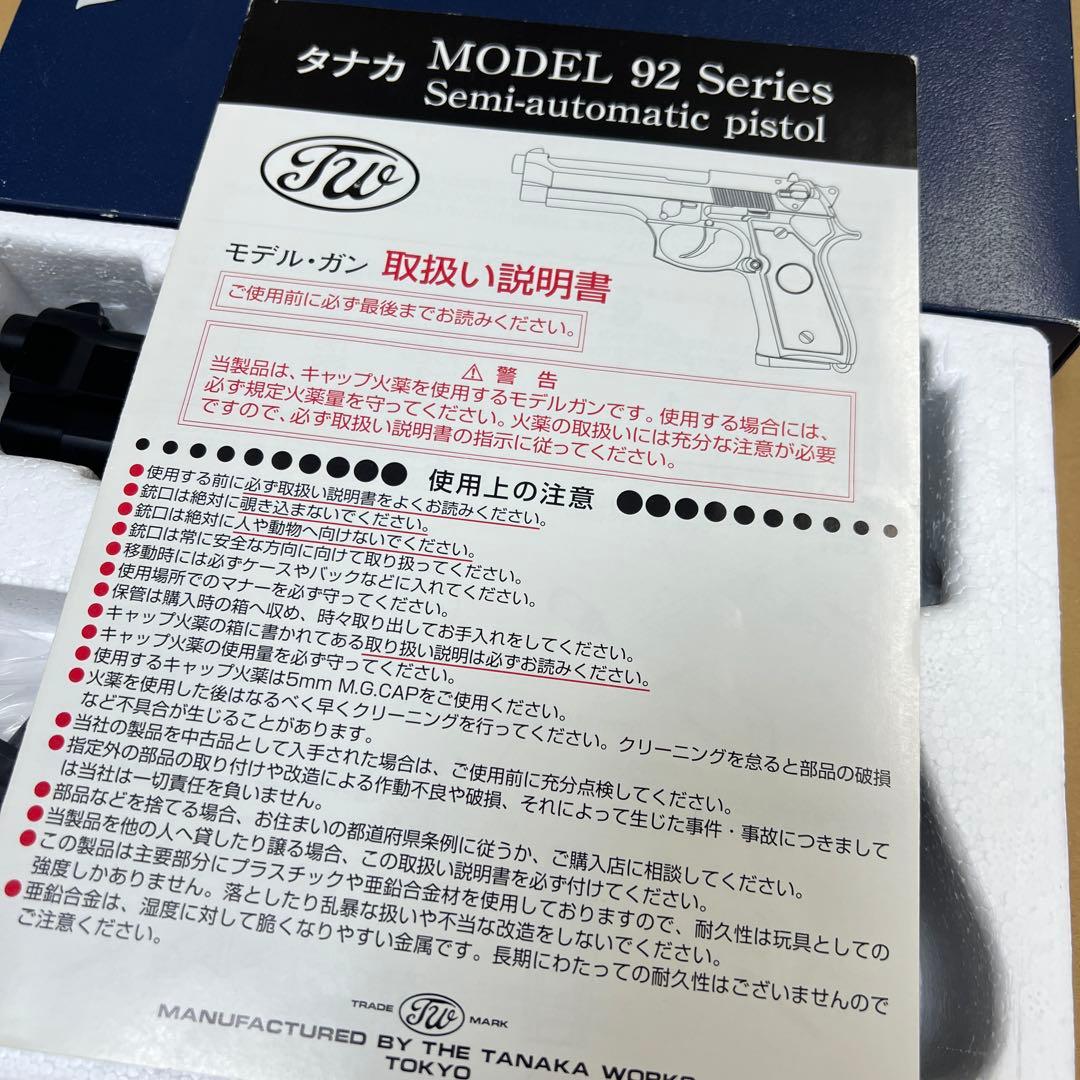 タナカ MODEL 92 Series
Semi-automatic pistol
TW
モデル・ガン 取扱い説明書
ご使用前に必ず最後までお読みください。
⚠ 警 告
当製品は、キャップ火薬を使用するモデルガンです。使用する場合には、
必ず規定火薬量を守ってください。火薬の取扱いには充分な注意が必要
ですので、必ず取扱い説明書の指示に従ってください。
使用上の注意
●使用する前に必ず取扱い説明書をよくお読みください。
●銃口は絶対に覗き込まないでください。
●銃口は絶対に人や動物へ向けないでください。
●銃口は常に安全な方向に向けて取り扱ってください。
●移動時には必ずケースやバックなどに入れてください。
●使用場所でのマナーを必ず守ってください。
●保管は購入時の箱へ収め、時々取り出してお手入れをしてください。
●キャップ火薬の箱に書かれてある取り扱い説明は必ずお読みください。
●キャップ火薬の使用量を必ず守ってください。
●使用するキャップ火薬は5mm M.G.CAPをご使用ください。
●火薬を使用した後はなるべく早くクリーニングを行ってください。クリーニングを怠ると部品の破損
など不具合が生じることがあります。
●当社の製品を中古品として入手された場合は、ご使用前に充分点検してください。
●指定外の部品の取り付けや改造による作動不良や破損、それによって生じた事件・事故につきまして
は当社は一切責任を負いません。
●部品などを捨てる場合、お住まいの都道府県条例に従うか、ご購入店に相談してください。
●当製品を他の人へ貸したり譲る場合、この取扱い説明書を必ず付けてください。
●この製品は主要部分にプラスチックや亜鉛合金材を使用しておりますので、耐久性は玩具としての
強度しかありません。落としたり乱暴な扱いや不当な改造をしないでください。
●亜鉛合金は、湿度に対して脆くなりやすい金属です。長期にわたっての耐久性はございませんので
ご注意ください。
TRADE TW MARK
MANUFACTURED BY THE TANAKA WORKS
TOKYO